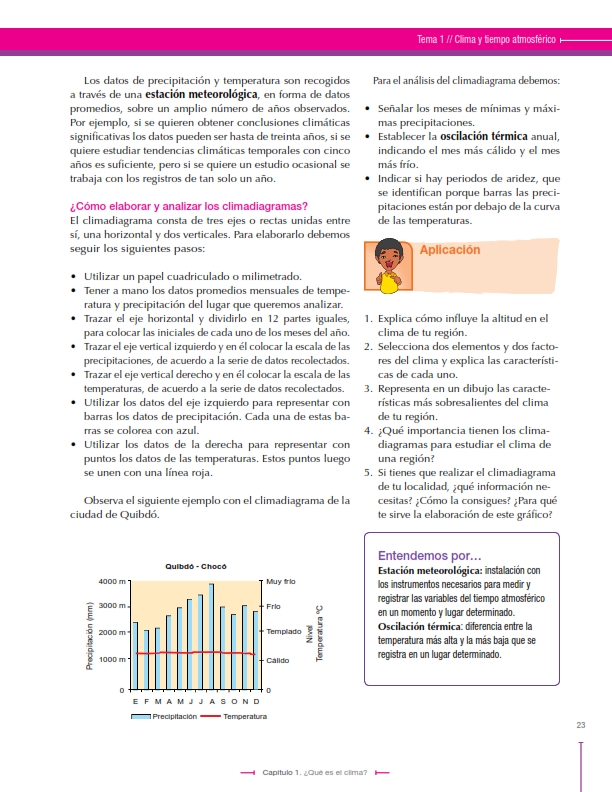 Tema 1 // Clima y tiempo atmosférico
Los datos de precipitación y temperatura son recogidos
a través de una estación meteorológica, en forma de datos
promedios, sobre un amplio número de años observados.
Por ejemplo, si se quieren obtener conclusiones climáticas
significativas los datos pueden ser hasta de treinta años, si se
quiere estudiar tendencias climáticas temporales con cinco
años es suficiente, pero si se quiere un estudio ocasional se
trabaja con los registros de tan solo un año.
¿Cómo elaborar y analizar los climadiagramas?
El climadiagrama consta de tres ejes o rectas unidas entre
sí, una horizontal y dos verticales. Para elaborarlo debemos
seguir los siguientes pasos:
• Utilizar un papel cuadriculado o milimetrado.
• Tener a mano los datos promedios mensuales de tempe-
ratura y precipitación del lugar que queremos analizar.
• Trazar el eje horizontal y dividirlo en 12 partes iguales,
para colocar las iniciales de cada uno de los meses del año.
• Trazar el eje vertical izquierdo y en él colocar la escala de las
precipitaciones, de acuerdo a la serie de datos recolectados.
• Trazar el eje vertical derecho y en él colocar la escala de las
temperaturas, de acuerdo a la serie de datos recolectados.
• Utilizar los datos del eje izquierdo para representar con
barras los datos de precipitación. Cada una de estas ba-
rras se colorea con azul.
• Utilizar los datos de la derecha para representar con
puntos los datos de las temperaturas. Estos puntos luego
se unen con una línea roja.
Observa el siguiente ejemplo con el climadiagrama de la
ciudad de Quibdó.
Quibdó - Chocó
4000 m
3000 m
2000 m
1000 m
0
Precipitación (mm)
Muy frío
Frío
Templado
Cálido
0
Nivel
Temperatura ºC
E F M A M J J A S O N D
Precipitación Temperatura
Para el análisis del climadiagrama debemos:
• Señalar los meses de mínimas y máxi-
mas precipitaciones.
• Establecer la oscilación térmica anual,
indicando el mes más cálido y el mes
más frío.
• Indicar si hay periodos de aridez, que
se identifican porque barras las preci-
pitaciones están por debajo de la curva
de las temperaturas.
Aplicación
1. Explica cómo influye la altitud en el
clima de tu región.
2. Selecciona dos elementos y dos facto-
res del clima y explica las característi-
cas de cada uno.
3. Representa en un dibujo las caracte-
rísticas más sobresalientes del clima
de tu región.
4. ¿Qué importancia tienen los clima-
diagramas para estudiar el clima de
una región?
5. Si tienes que realizar el climadiagrama
de tu localidad, ¿qué información ne-
cesitas? ¿Cómo la consigues? ¿Para qué
te sirve la elaboración de este gráfico?
Entendemos por...
Estación meteorológica: instalación con
los instrumentos necesarios para medir y
registrar las variables del tiempo atmosférico
en un momento y lugar determinado.
Oscilación térmica: diferencia entre la
temperatura más alta y la más baja que se
registra en un lugar determinado.
23
Capítulo 1. ¿Qué es el clima?